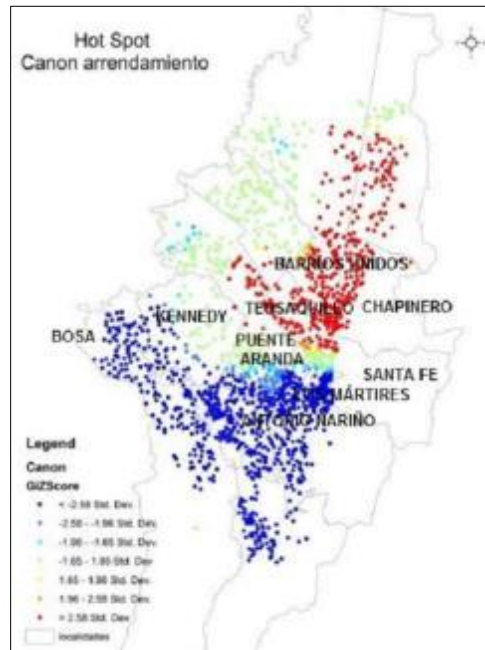 Hot Spot
Canon arrendamiento
BARRIOS UNIDOS
TEUSAQUILLO CHAPINERO
KENNEDY
BOSA
PUENTE
ARANDA
SANTA FE
LOS MÁRTIRES
ANTONIO NARIÑO
Legend
Canon
GiZScore
< -2.58 Std. Dev.
-2.58 - -1.96 Std. Dev.
-1.96 - -1.65 Std. Dev.
-1.65 - 1.65 Std. Dev
1.65 - 1.96 Std. Dev.
1.96 - 2.58 Std. Dev.
> 2.58 Std. Dev.
localidades